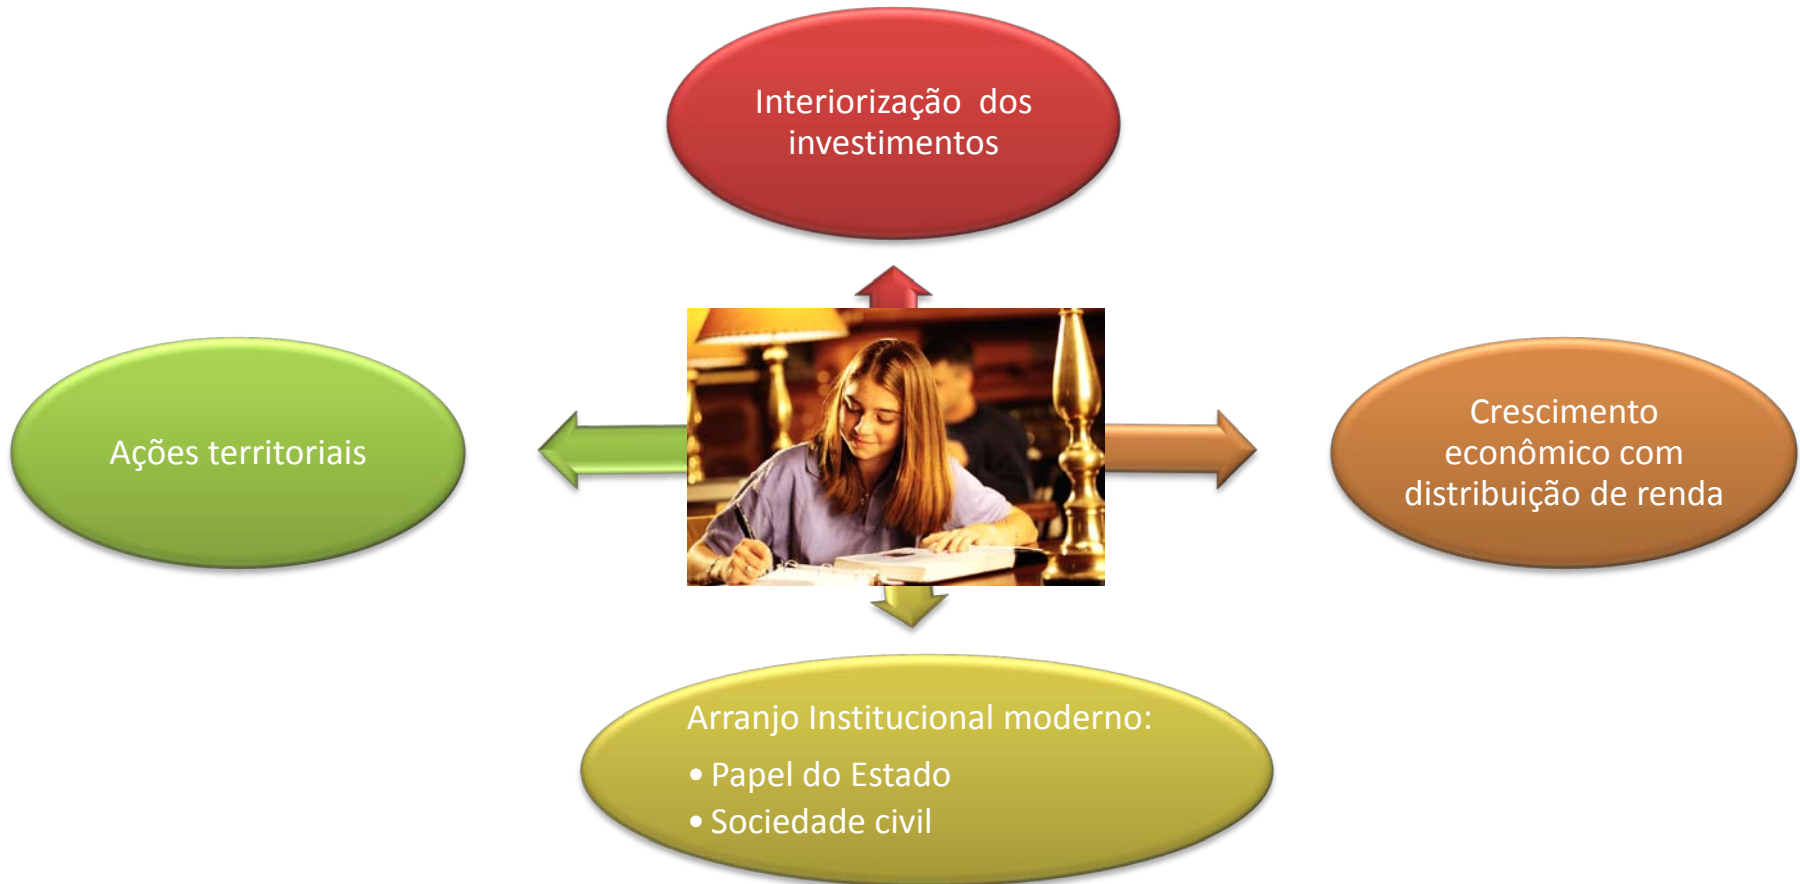 Interiorização dos
investimentos
Ações territoriais
Crescimento
econômico com
distribuição de renda
Arranjo Institucional moderno:
• Papel do Estado
• Sociedade civil